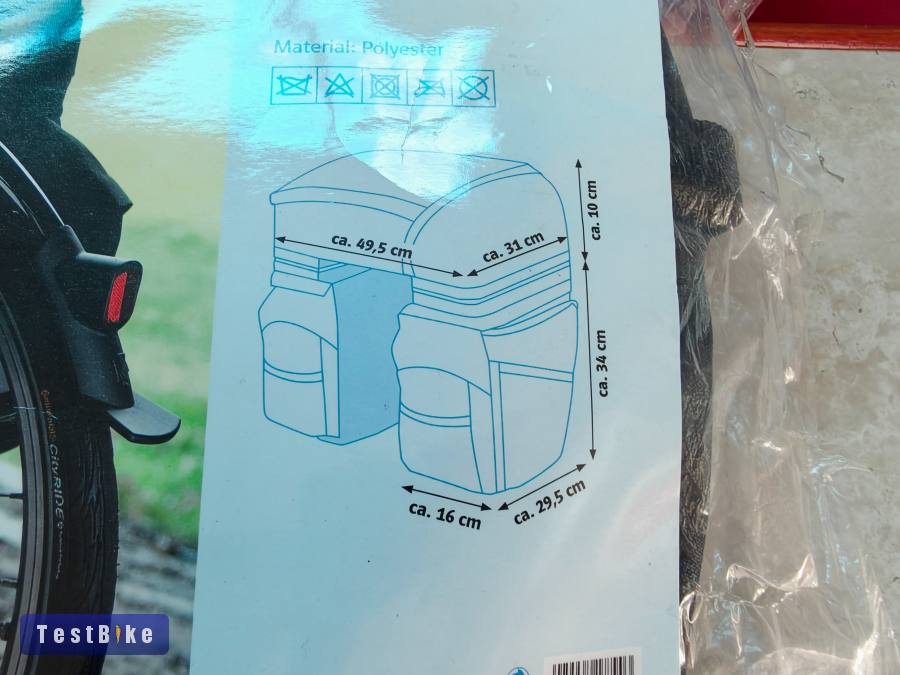 Material: Polyester
ca. 10 cm
ca. 49,5 cm
ca. 31 cm
ca. 34 cm
ca. 16 cm
ca. 29,5 cm
CityRIDE
TestBike